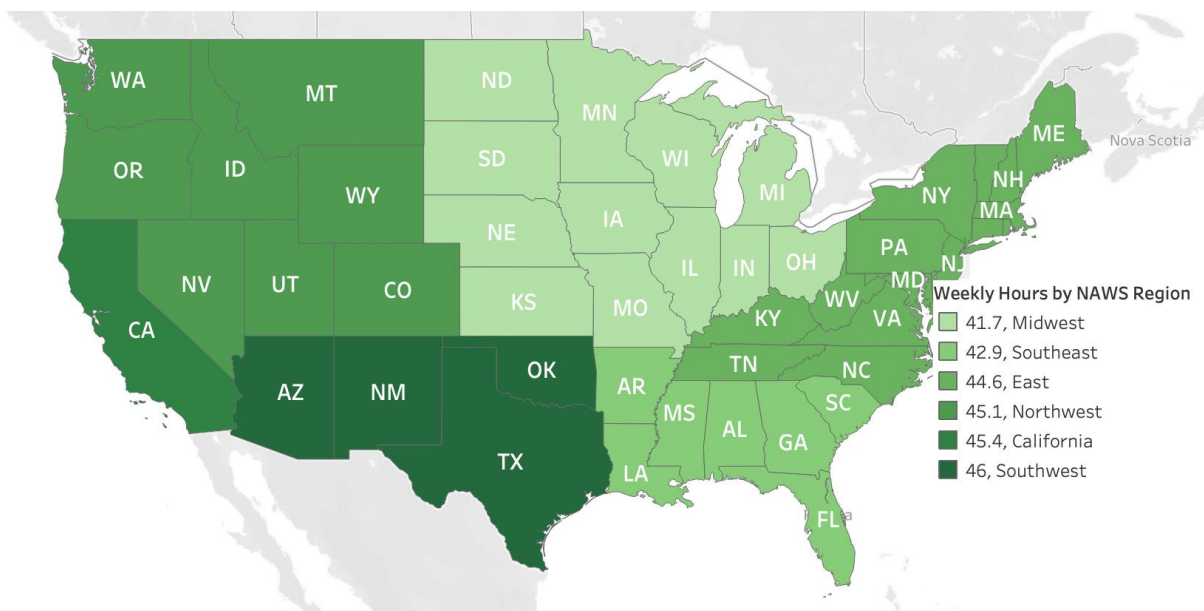 WA
MT
ND
MN
ME
Nova Scotia
OR
ID
SD
WI
MI
NY
NH
MA
WY
NE
IA
PA
NJ
NV
UT
CO
IL
IN
OH
MD
KS
MO
WV
VA
KY
CA
TN
NC
AZ
NM
OK
AR
SC
MS
AL
GA
TX
LA
FL
Weekly Hours by NAWS Region
41.7, Midwest
42.9, Southeast
44.6, East
45.1, Northwest
45.4, California
46, Southwest